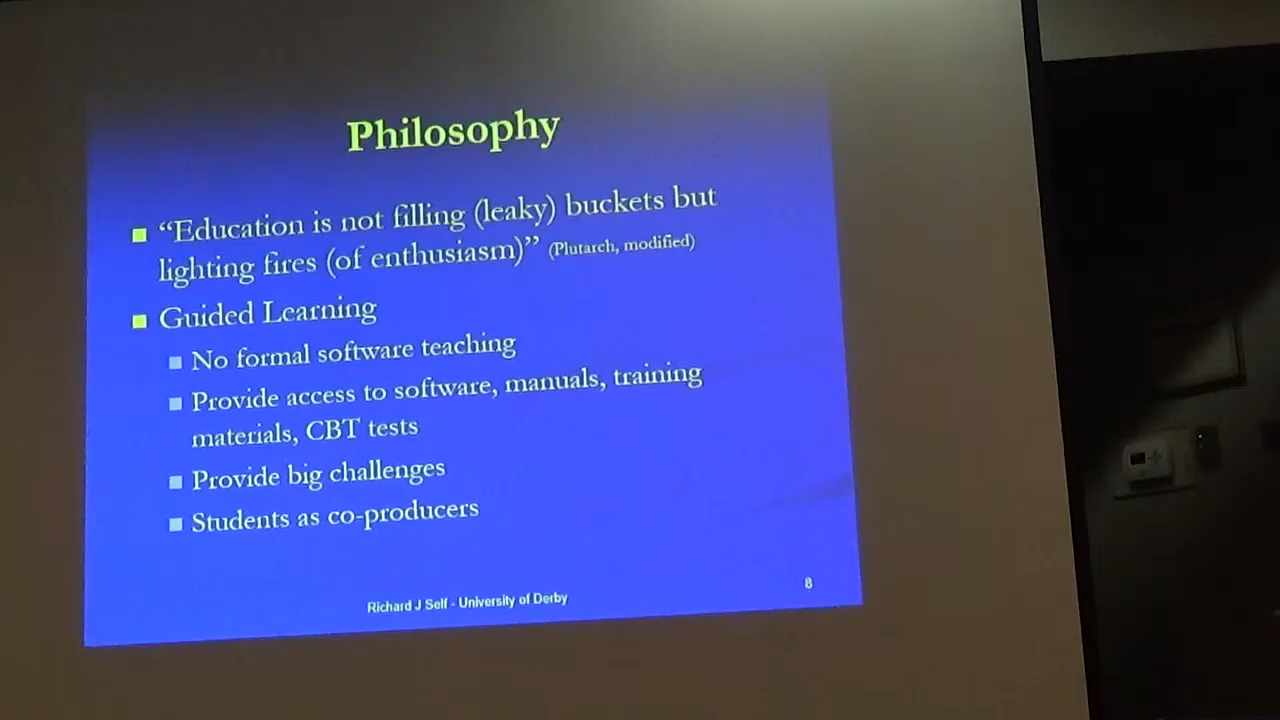 Philosophy
“Education is not filling (leaky) buckets but
lighting fires (of enthusiasm)” (Plutarch, modified)
Guided Learning
No formal software teaching
Provide access to software, manuals, training
materials, CBT tests
Provide big challenges
Students as co-producers
Richard J Self - University of Derby
8